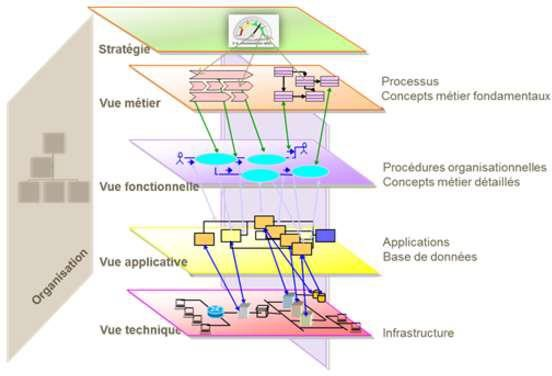 Stratégie
Vue métier
Processus
Concepts métier fondamentaux
Vue fonctionnelle
Procédures organisationnelles
Concepts métier détaillés
Vue applicative
Applications
Base de données
Organisation
Vue technique
Infrastructure